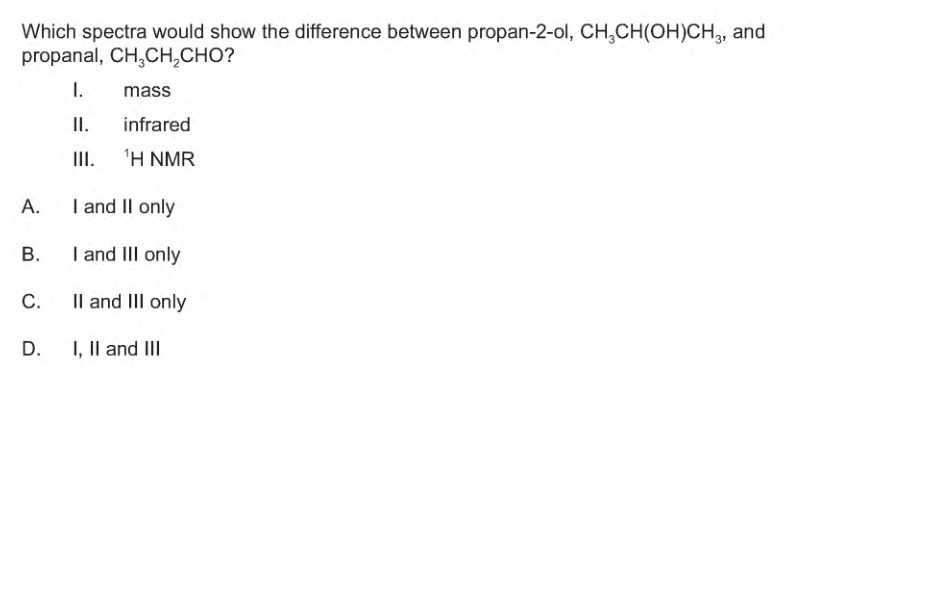 Which spectra would show the difference between propan-2-ol, CH₃CH(OH)CH₃, and
propanal, CH₃CH₂CHO?
I. mass
II. infrared
III. ¹H NMR
A. I and II only
B. I and III only
C. II and III only
D. I, II and III